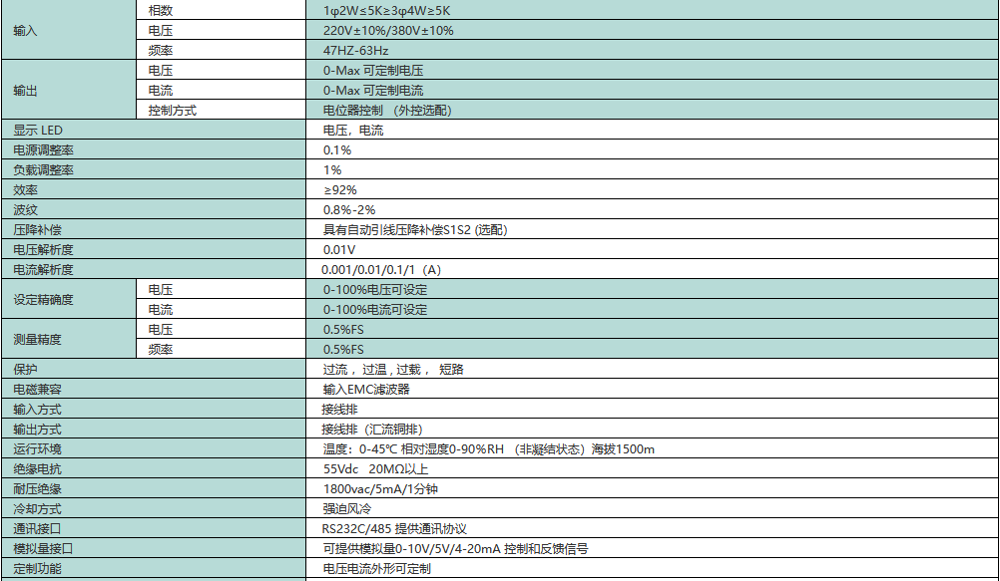 输入 相数 1φ2W≤5K≥3φ4W≥5K
电压 220V±10%/380V±10%
频率 47HZ-63Hz
输出 电压 0-Max 可定制电压
电流 0-Max 可定制电流
控制方式 电位器控制 （外控选配）
显示 LED 电压，电流
电源调整率 0.1%
负载调整率 1%
效率 ≥92%
波纹 0.8%-2%
压降补偿 具有自动引线压降补偿S1S2 (选配)
电压解析度 0.01V
电流解析度 0.001/0.01/0.1/1（A）
设定精确度 电压 0-100%电压可设定
电流 0-100%电流可设定
测量精度 电压 0.5%FS
频率 0.5%FS
保护 过流 ，过温 , 过载 ， 短路
电磁兼容 输入EMC滤波器
输入方式 接线排
输出方式 接线排（汇流铜排）
运行环境 温度：0-45℃ 相对湿度0-90%RH （非凝结状态）海拔1500m
绝缘电抗 55Vdc 20MΩ以上
耐压绝缘 1800vac/5mA/1分钟
冷却方式 强迫风冷
通讯接口 RS232C/485 提供通讯协议
模拟量接口 可提供模拟量0-10V/5V/4-20mA 控制和反馈信号
定制功能 电压电流外形可定制